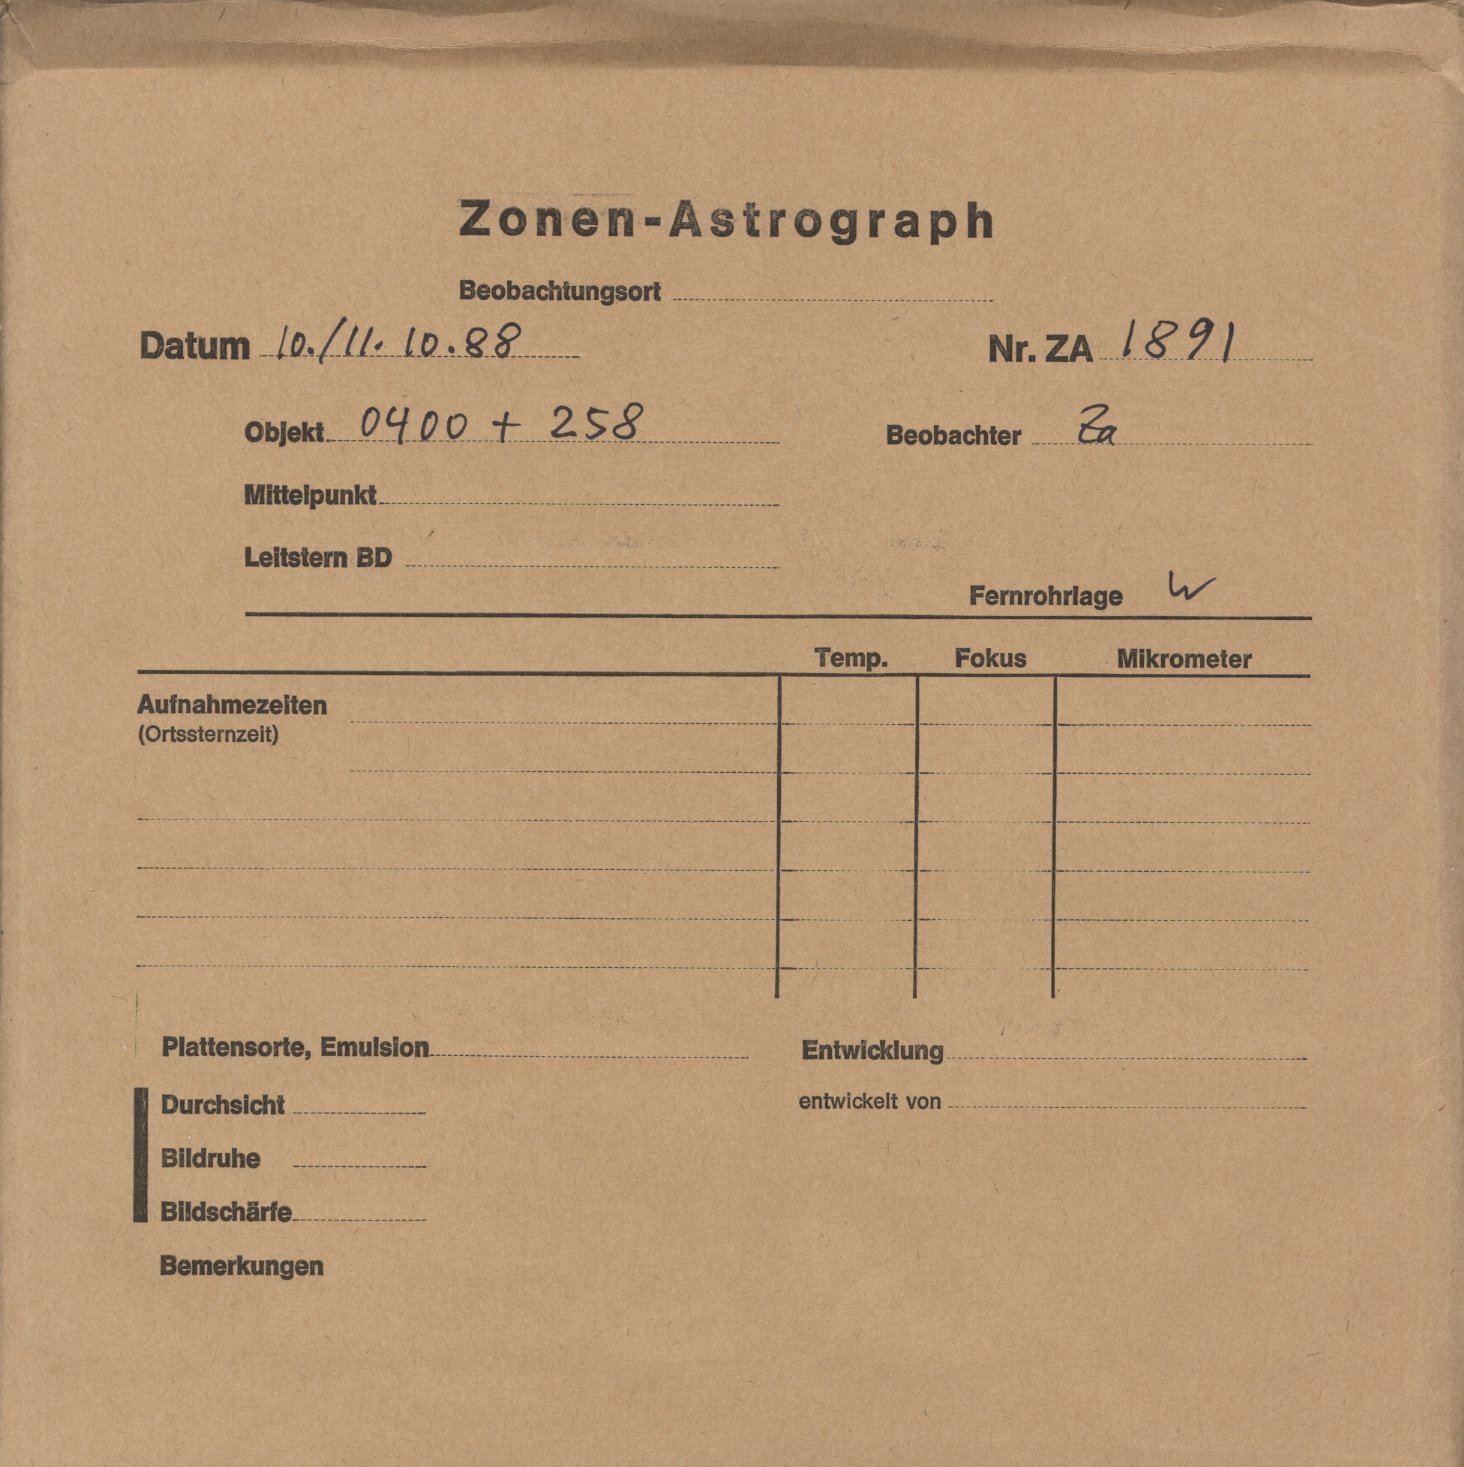 Zonen-Astrograph
Beobachtungsort
Datum 10./11. 10.88 Nr. ZA 1891
Objekt 0400 + 258 Beobachter Za
Mittelpunkt
Leitstern BD
Fernrohrlage W
Temp. Fokus Mikrometer
Aufnahmezeiten
(Ortssternzeit)
Plattensorte, Emulsion Entwicklung
Durchsicht entwickelt von
Bildruhe
Bildschärfe
Bemerkungen